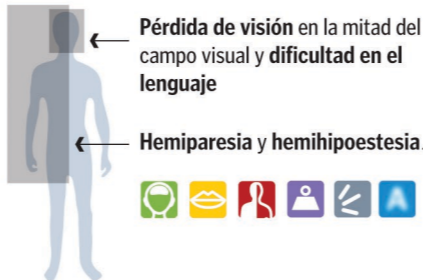 Pérdida de visión en la mitad del
campo visual y dificultad en el
lenguaje
Hemiparesia y hemihipoestesia.
A